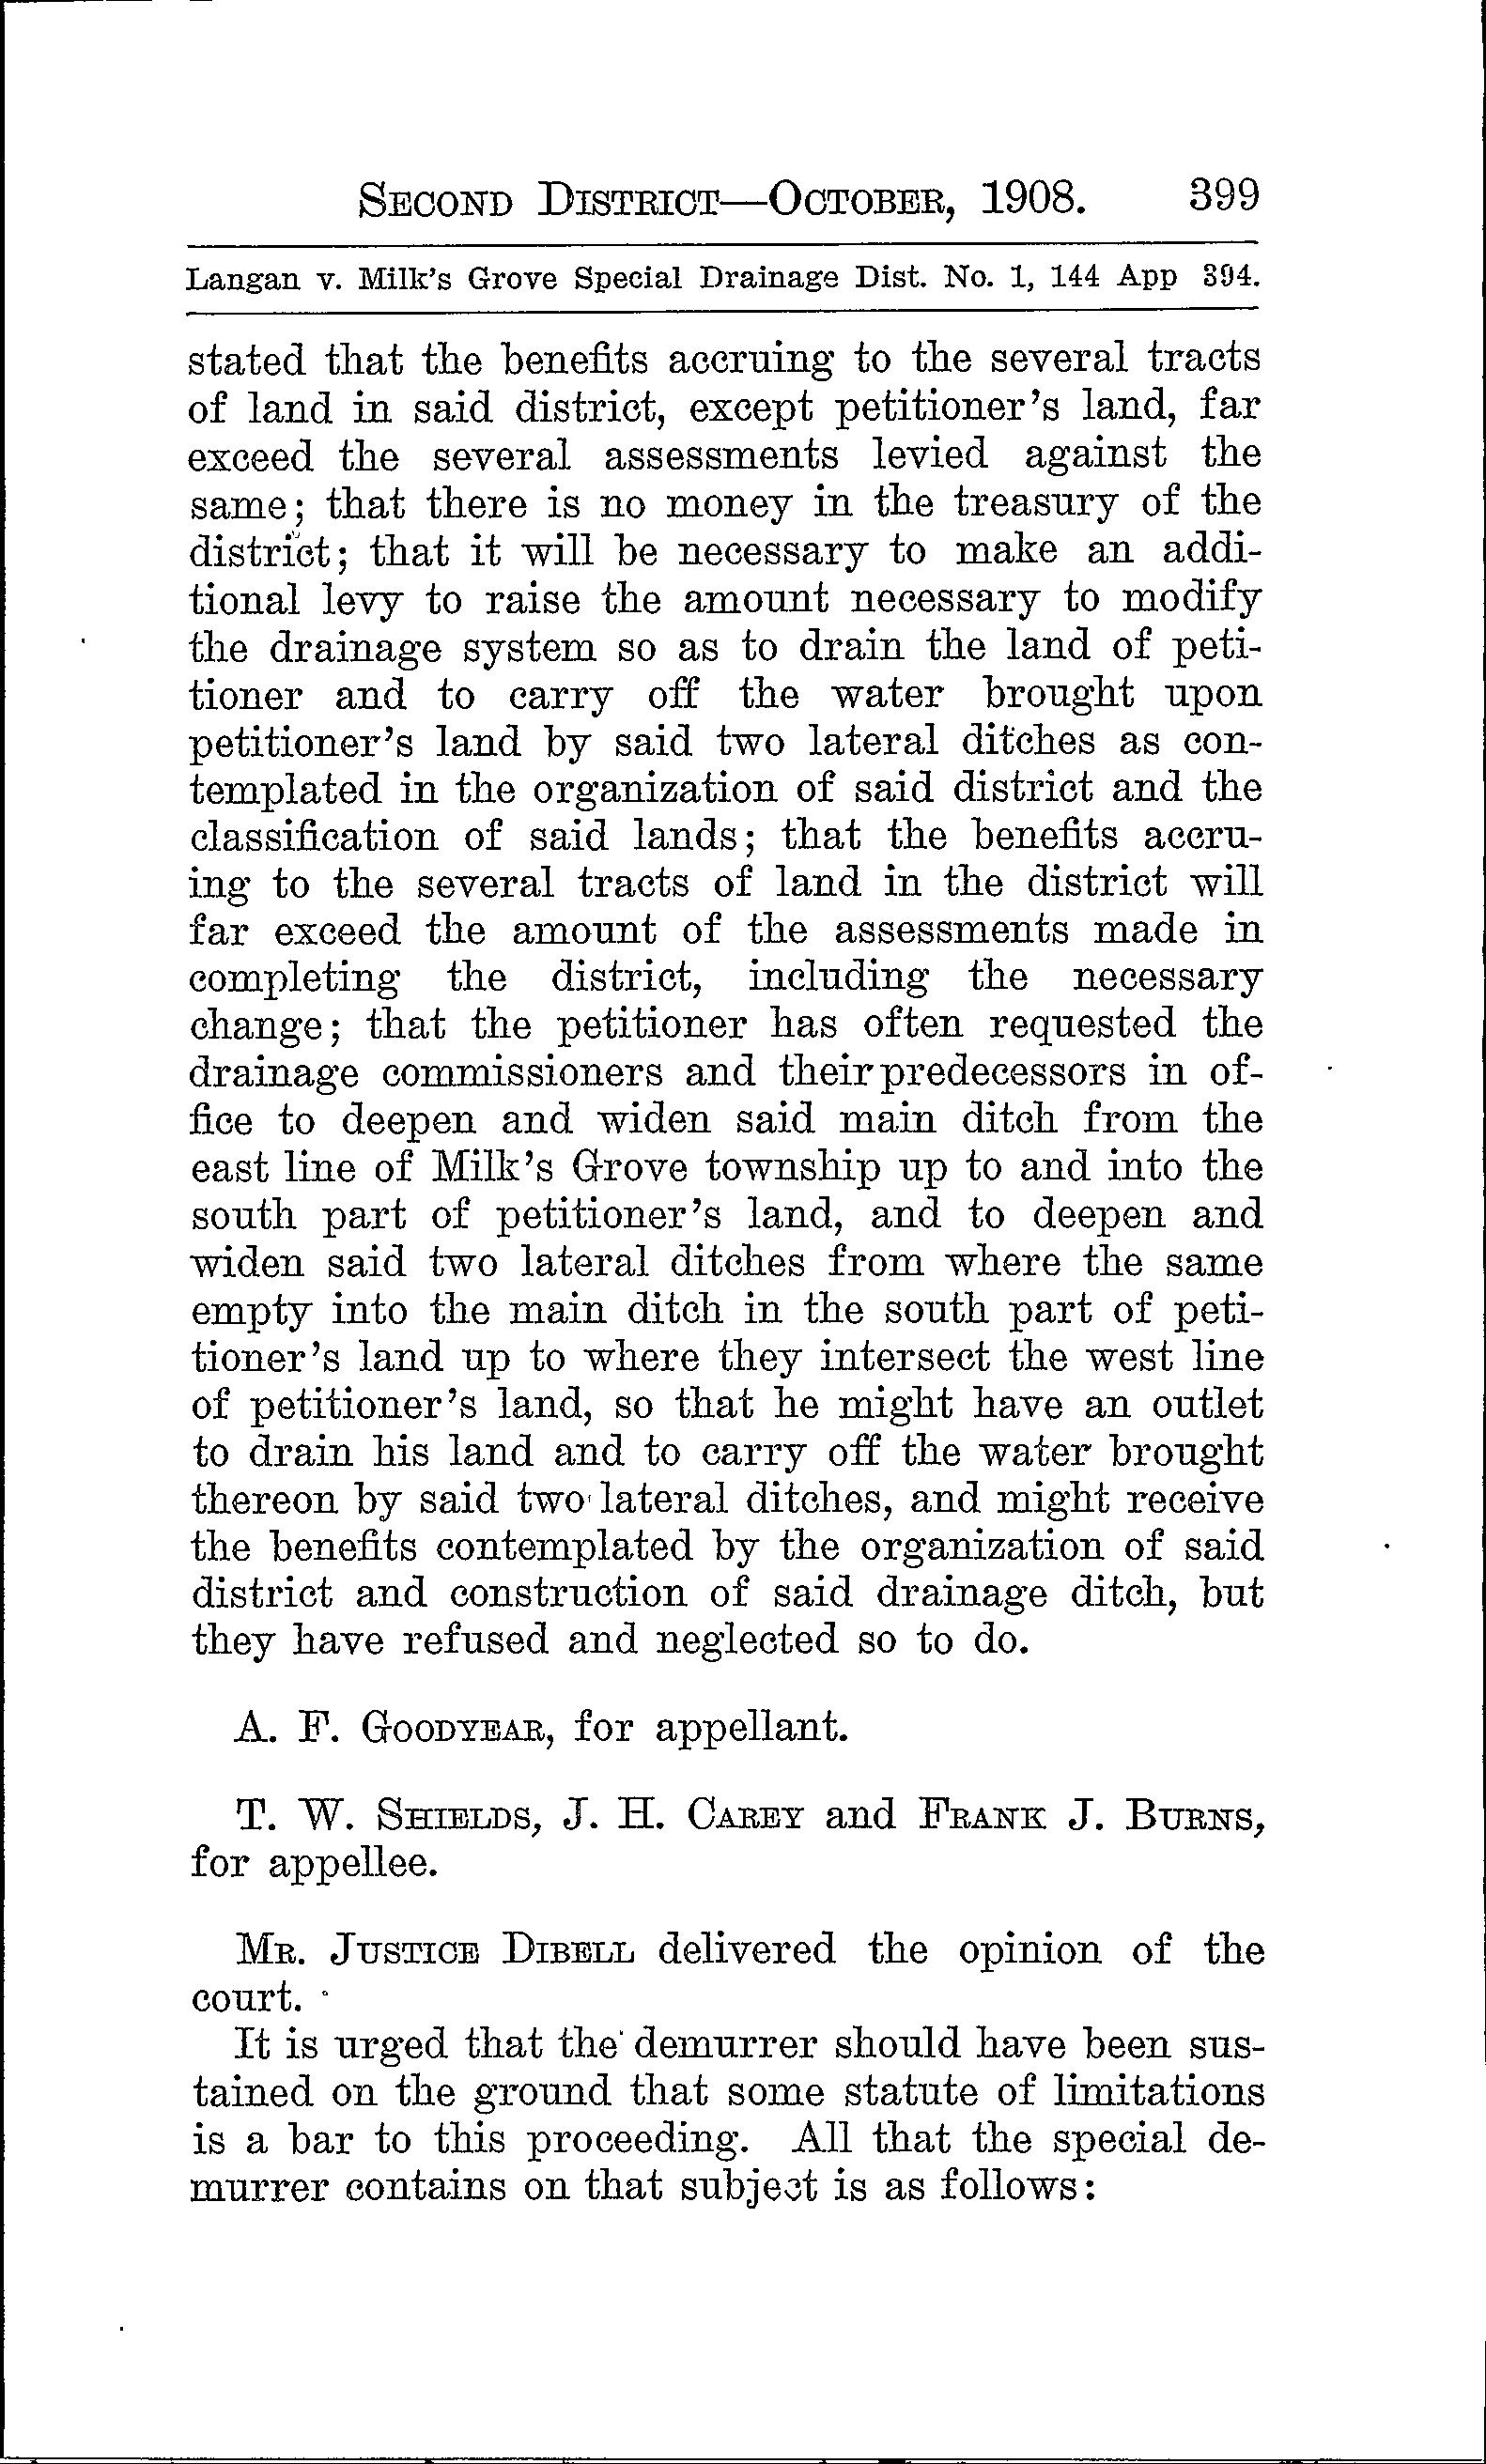 SECOND DISTRICT—OCTOBER, 1908. 399
Langan v. Milk's Grove Special Drainage Dist. No. 1, 144 App 394.
stated that the benefits accruing to the several tracts
of land in said district, except petitioner's land, far
exceed the several assessments levied against the
same; that there is no money in the treasury of the
district; that it will be necessary to make an addi-
tional levy to raise the amount necessary to modify
the drainage system so as to drain the land of peti-
tioner and to carry off the water brought upon
petitioner's land by said two lateral ditches as con-
templated in the organization of said district and the
classification of said lands; that the benefits accru-
ing to the several tracts of land in the district will
far exceed the amount of the assessments made in
completing the district, including the necessary
change; that the petitioner has often requested the
drainage commissioners and their predecessors in of-
fice to deepen and widen said main ditch from the
east line of Milk's Grove township up to and into the
south part of petitioner's land, and to deepen and
widen said two lateral ditches from where the same
empty into the main ditch in the south part of peti-
tioner's land up to where they intersect the west line
of petitioner's land, so that he might have an outlet
to drain his land and to carry off the water brought
thereon by said two lateral ditches, and might receive
the benefits contemplated by the organization of said
district and construction of said drainage ditch, but
they have refused and neglected so to do.
A. F. GOODYEAR, for appellant.
T. W. SHIELDS, J. H. CAREY and FRANK J. BURNS,
for appellee.
MR. JUSTICE DIBELL delivered the opinion of the
court.
It is urged that the demurrer should have been sus-
tained on the ground that some statute of limitations
is a bar to this proceeding. All that the special de-
murrer contains on that subject is as follows: